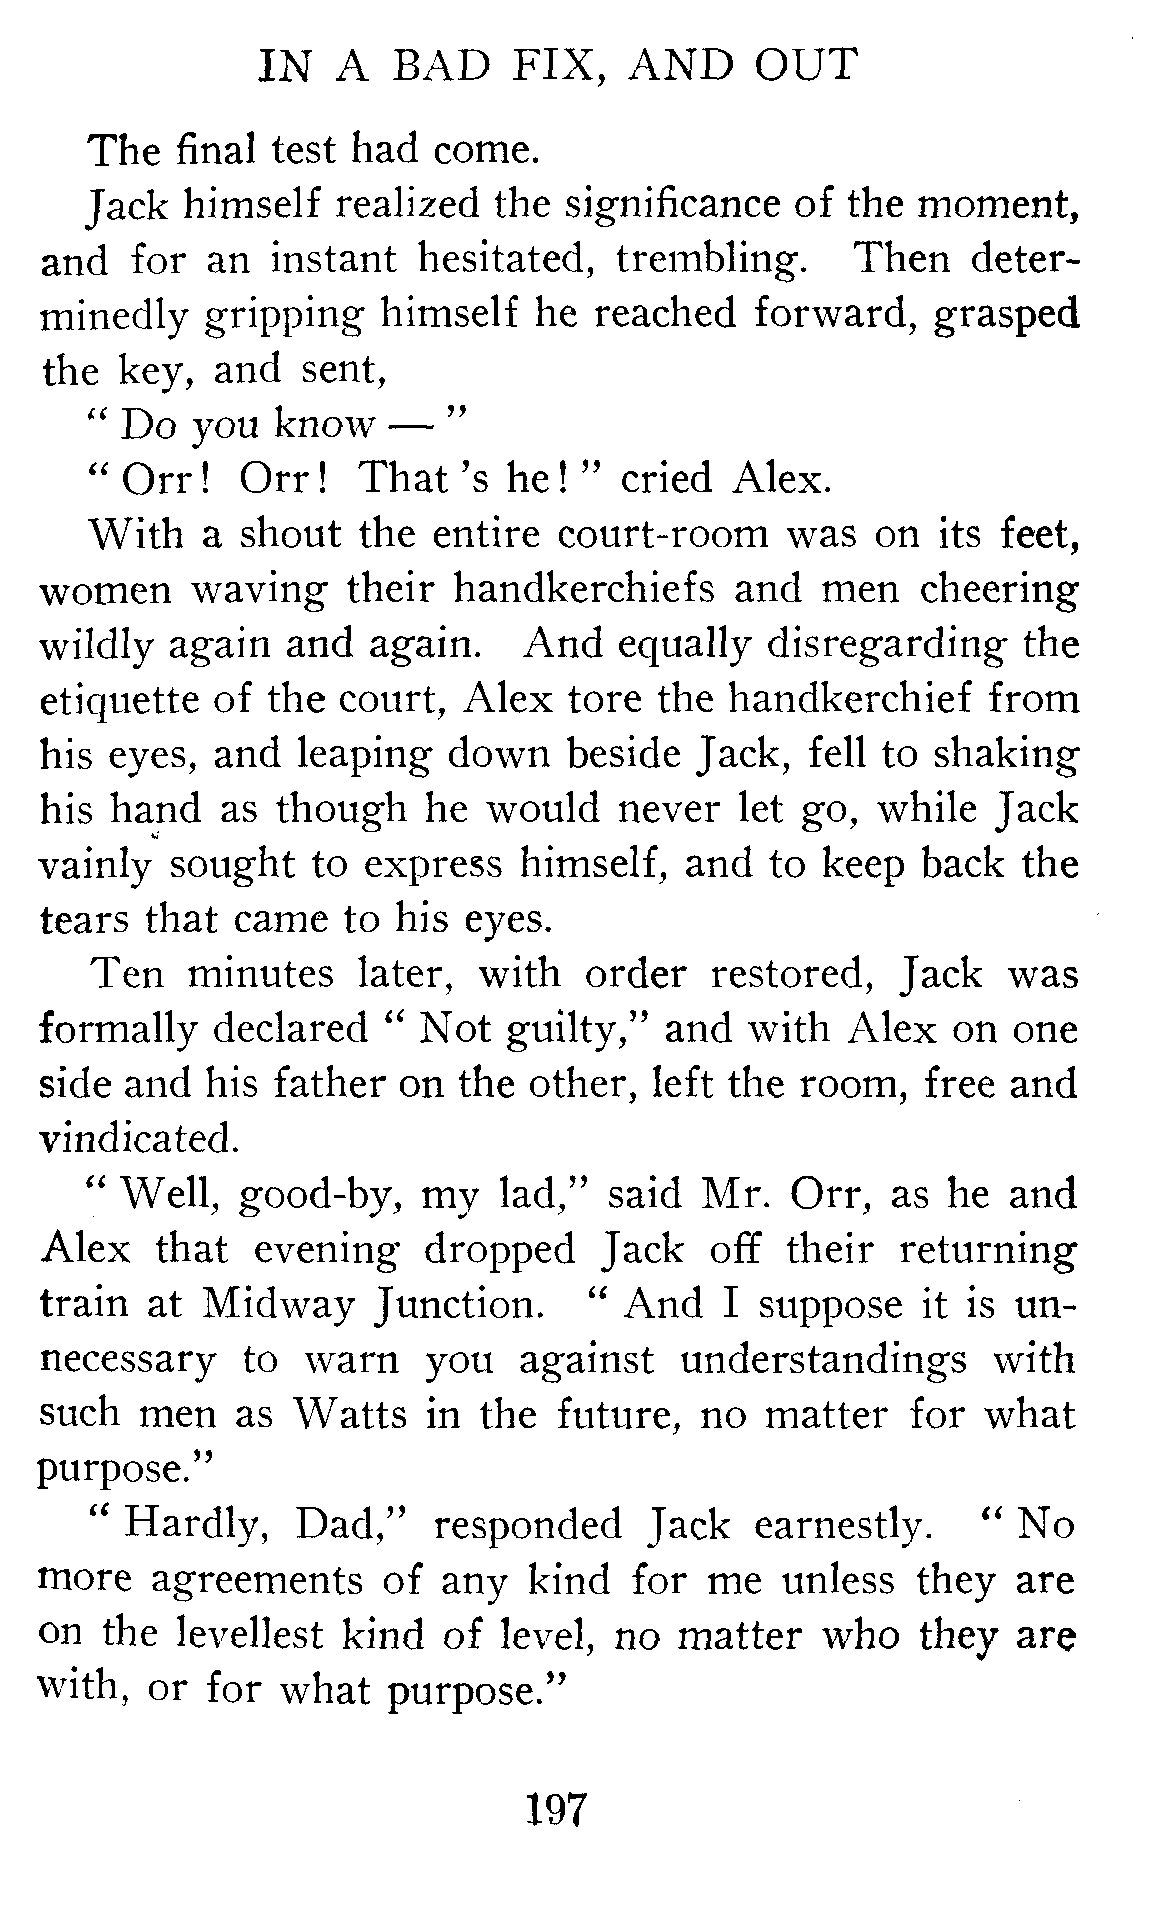 IN A BAD FIX, AND OUT
The final test had come.
Jack himself realized the significance of the moment,
and for an instant hesitated, trembling. Then deter-
minedly gripping himself he reached forward, grasped
the key, and sent,
" Do you know — "
" Orr! Orr! That 's he! " cried Alex.
With a shout the entire court-room was on its feet,
women waving their handkerchiefs and men cheering
wildly again and again. And equally disregarding the
etiquette of the court, Alex tore the handkerchief from
his eyes, and leaping down beside Jack, fell to shaking
his hand as though he would never let go, while Jack
vainly sought to express himself, and to keep back the
tears that came to his eyes.
Ten minutes later, with order restored, Jack was
formally declared " Not guilty," and with Alex on one
side and his father on the other, left the room, free and
vindicated.
" Well, good-by, my lad," said Mr. Orr, as he and
Alex that evening dropped Jack off their returning
train at Midway Junction. " And I suppose it is un-
necessary to warn you against understandings with
such men as Watts in the future, no matter for what
purpose."
" Hardly, Dad," responded Jack earnestly. " No
more agreements of any kind for me unless they are
on the levellest kind of level, no matter who they are
with, or for what purpose."
197